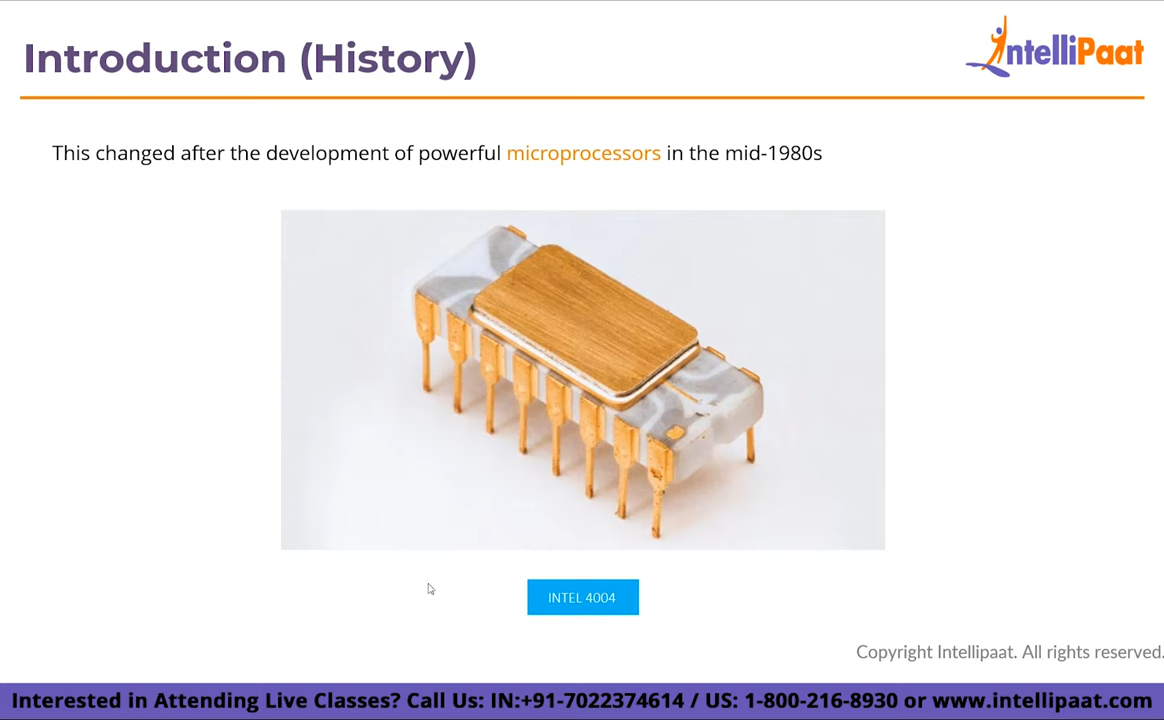 Introduction (History)
IntelliPaat
This changed after the development of powerful microprocessors in the mid-1980s
INTEL 4004
Copyright Intellipaat. All rights reserved.
Interested in Attending Live Classes? Call Us: IN:+91-7022374614 / US: 1-800-216-8930 or www.intellipaat.com